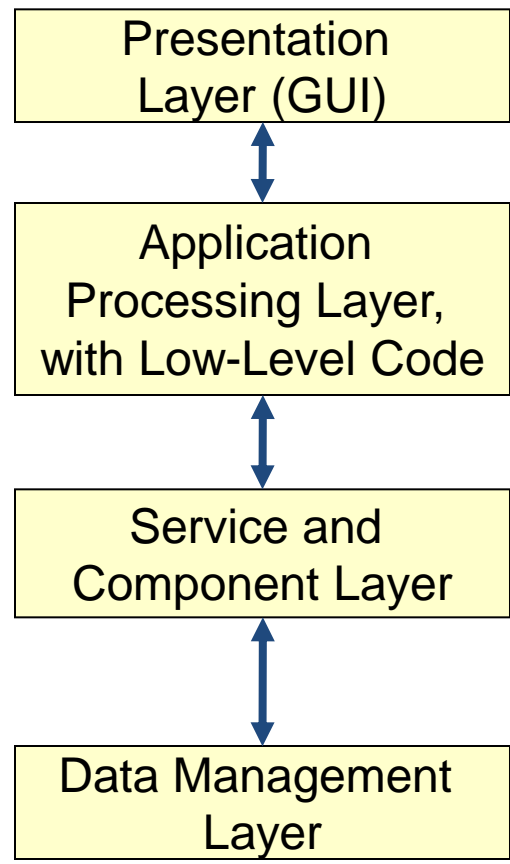 Presentation
Layer (GUI)
Application
Processing Layer,
with Low-Level Code
Service and
Component Layer
Data Management
Layer